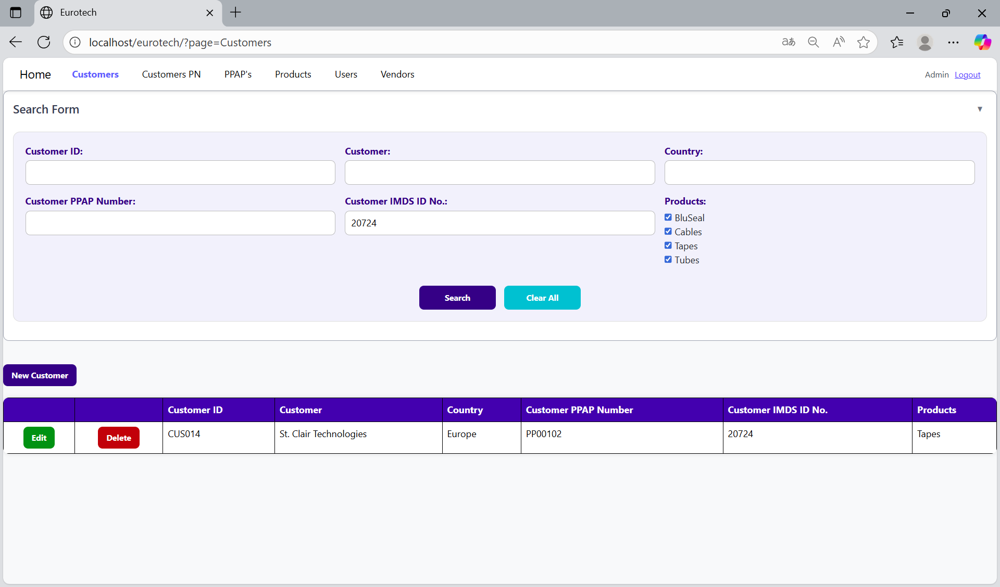 Eurotech
localhost/eurotech/?page=Customers
Home Customers Customers PN PPAP's Products Users Vendors Admin Logout
Search Form
Customer ID: Customer: Country:
Customer PPAP Number: Customer IMDS ID No.: Products:
20724
BluSeal
Cables
Tapes
Tubes
Search Clear All
New Customer
Customer ID Customer Country Customer PPAP Number Customer IMDS ID No. Products
Edit Delete CUS014 St. Clair Technologies Europe PP00102 20724 Tapes